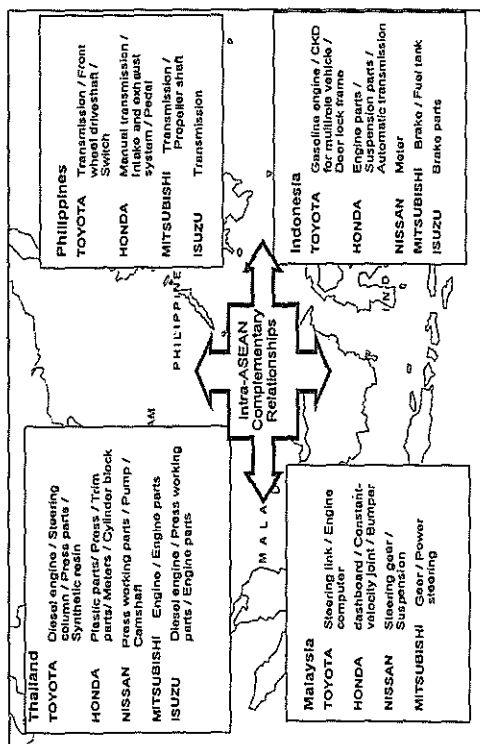 Thailand
TOYOTA Diesel engine / Steering
column / Press parts /
Synthetic resin
HONDA Plastic parts/ Press / Trim
parts/ Meters / Cylinder block
NISSAN Press working parts / Pump /
Camshaft
MITSUBISHI Engine / Engine parts
ISUZU Diesel engine / Press working
parts / Engine parts
Philippines
TOYOTA Transmission / Front
wheel driveshaft /
Switch
HONDA Manual transmission /
Intake and exhaust
system / Pedal
MITSUBISHI Transmission /
Propeller shaft
ISUZU Transmission
AM
PHILIPPINE
Intra-ASEAN
Complementary
Relationships
MALA
IND
Malaysia
TOYOTA Steering link / Engine
computer
HONDA dashboard / Constant-
velocity joint / Bumper
NISSAN Steering gear /
Suspension
MITSUBISHI Gear / Power
steering
Indonesia
TOYOTA Gasoline engine / CKD
for multirole vehicle /
Door lock frame
HONDA Engine parts /
Suspension parts /
Automatic transmission
NISSAN Meter
MITSUBISHI Brake / Fuel tank
ISUZU Brake parts